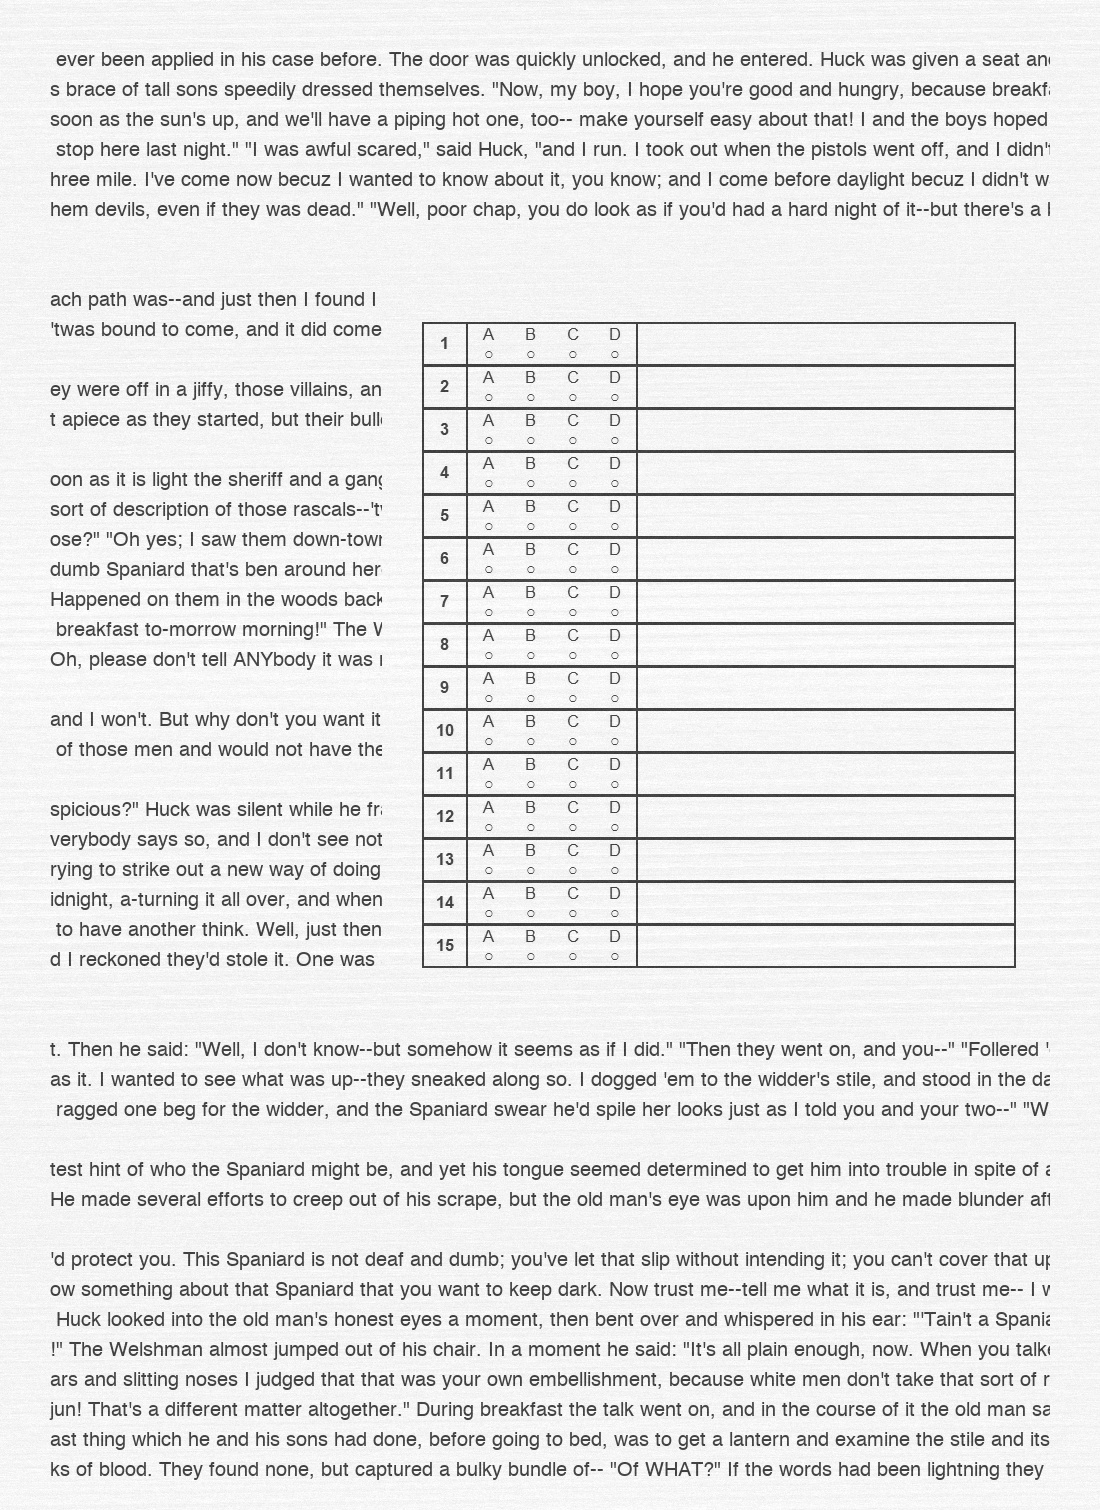 ever been applied in his case before. The door was quickly unlocked, and he entered. Huck was given a seat and
s brace of tall sons speedily dressed themselves. "Now, my boy, I hope you're good and hungry, because breakfa
soon as the sun's up, and we'll have a piping hot one, too-- make yourself easy about that! I and the boys hoped
stop here last night." "I was awful scared," said Huck, "and I run. I took out when the pistols went off, and I didn't
hree mile. I've come now becuz I wanted to know about it, you know; and I come before daylight becuz I didn't w
hem devils, even if they was dead." "Well, poor chap, you do look as if you'd had a hard night of it--but there's a
ach path was--and just then I found I
'twas bound to come, and it did come
ey were off in a jiffy, those villains, an
t apiece as they started, but their bull
oon as it is light the sheriff and a gang
sort of description of those rascals--'tw
ose?" "Oh yes; I saw them down-town
dumb Spaniard that's ben around her
Happened on them in the woods back
breakfast to-morrow morning!" The W
Oh, please don't tell ANYbody it was
and I won't. But why don't you want it
of those men and would not have the
spicious?" Huck was silent while he fra
verybody says so, and I don't see not
rying to strike out a new way of doing
idnight, a-turning it all over, and when
to have another think. Well, just then
d I reckoned they'd stole it. One was
1 A B C D
2 A B C D
3 A B C D
4 A B C D
5 A B C D
6 A B C D
7 A B C D
8 A B C D
9 A B C D
10 A B C D
11 A B C D
12 A B C D
13 A B C D
14 A B C D
15 A B C D
t. Then he said: "Well, I don't know--but somehow it seems as if I did." "Then they went on, and you--" "Follered '
as it. I wanted to see what was up--they sneaked along so. I dogged 'em to the widder's stile, and stood in the da
ragged one beg for the widder, and the Spaniard swear he'd spile her looks just as I told you and your two--" "W
test hint of who the Spaniard might be, and yet his tongue seemed determined to get him into trouble in spite of a
He made several efforts to creep out of his scrape, but the old man's eye was upon him and he made blunder aft
'd protect you. This Spaniard is not deaf and dumb; you've let that slip without intending it; you can't cover that up
ow something about that Spaniard that you want to keep dark. Now trust me--tell me what it is, and trust me-- I w
Huck looked into the old man's honest eyes a moment, then bent over and whispered in his ear: "'Tain't a Spania
!" The Welshman almost jumped out of his chair. In a moment he said: "It's all plain enough, now. When you talke
ars and slitting noses I judged that that was your own embellishment, because white men don't take that sort of r
jun! That's a different matter altogether." During breakfast the talk went on, and in the course of it the old man sa
ast thing which he and his sons had done, before going to bed, was to get a lantern and examine the stile and its
ks of blood. They found none, but captured a bulky bundle of-- "Of WHAT?" If the words had been lightning they